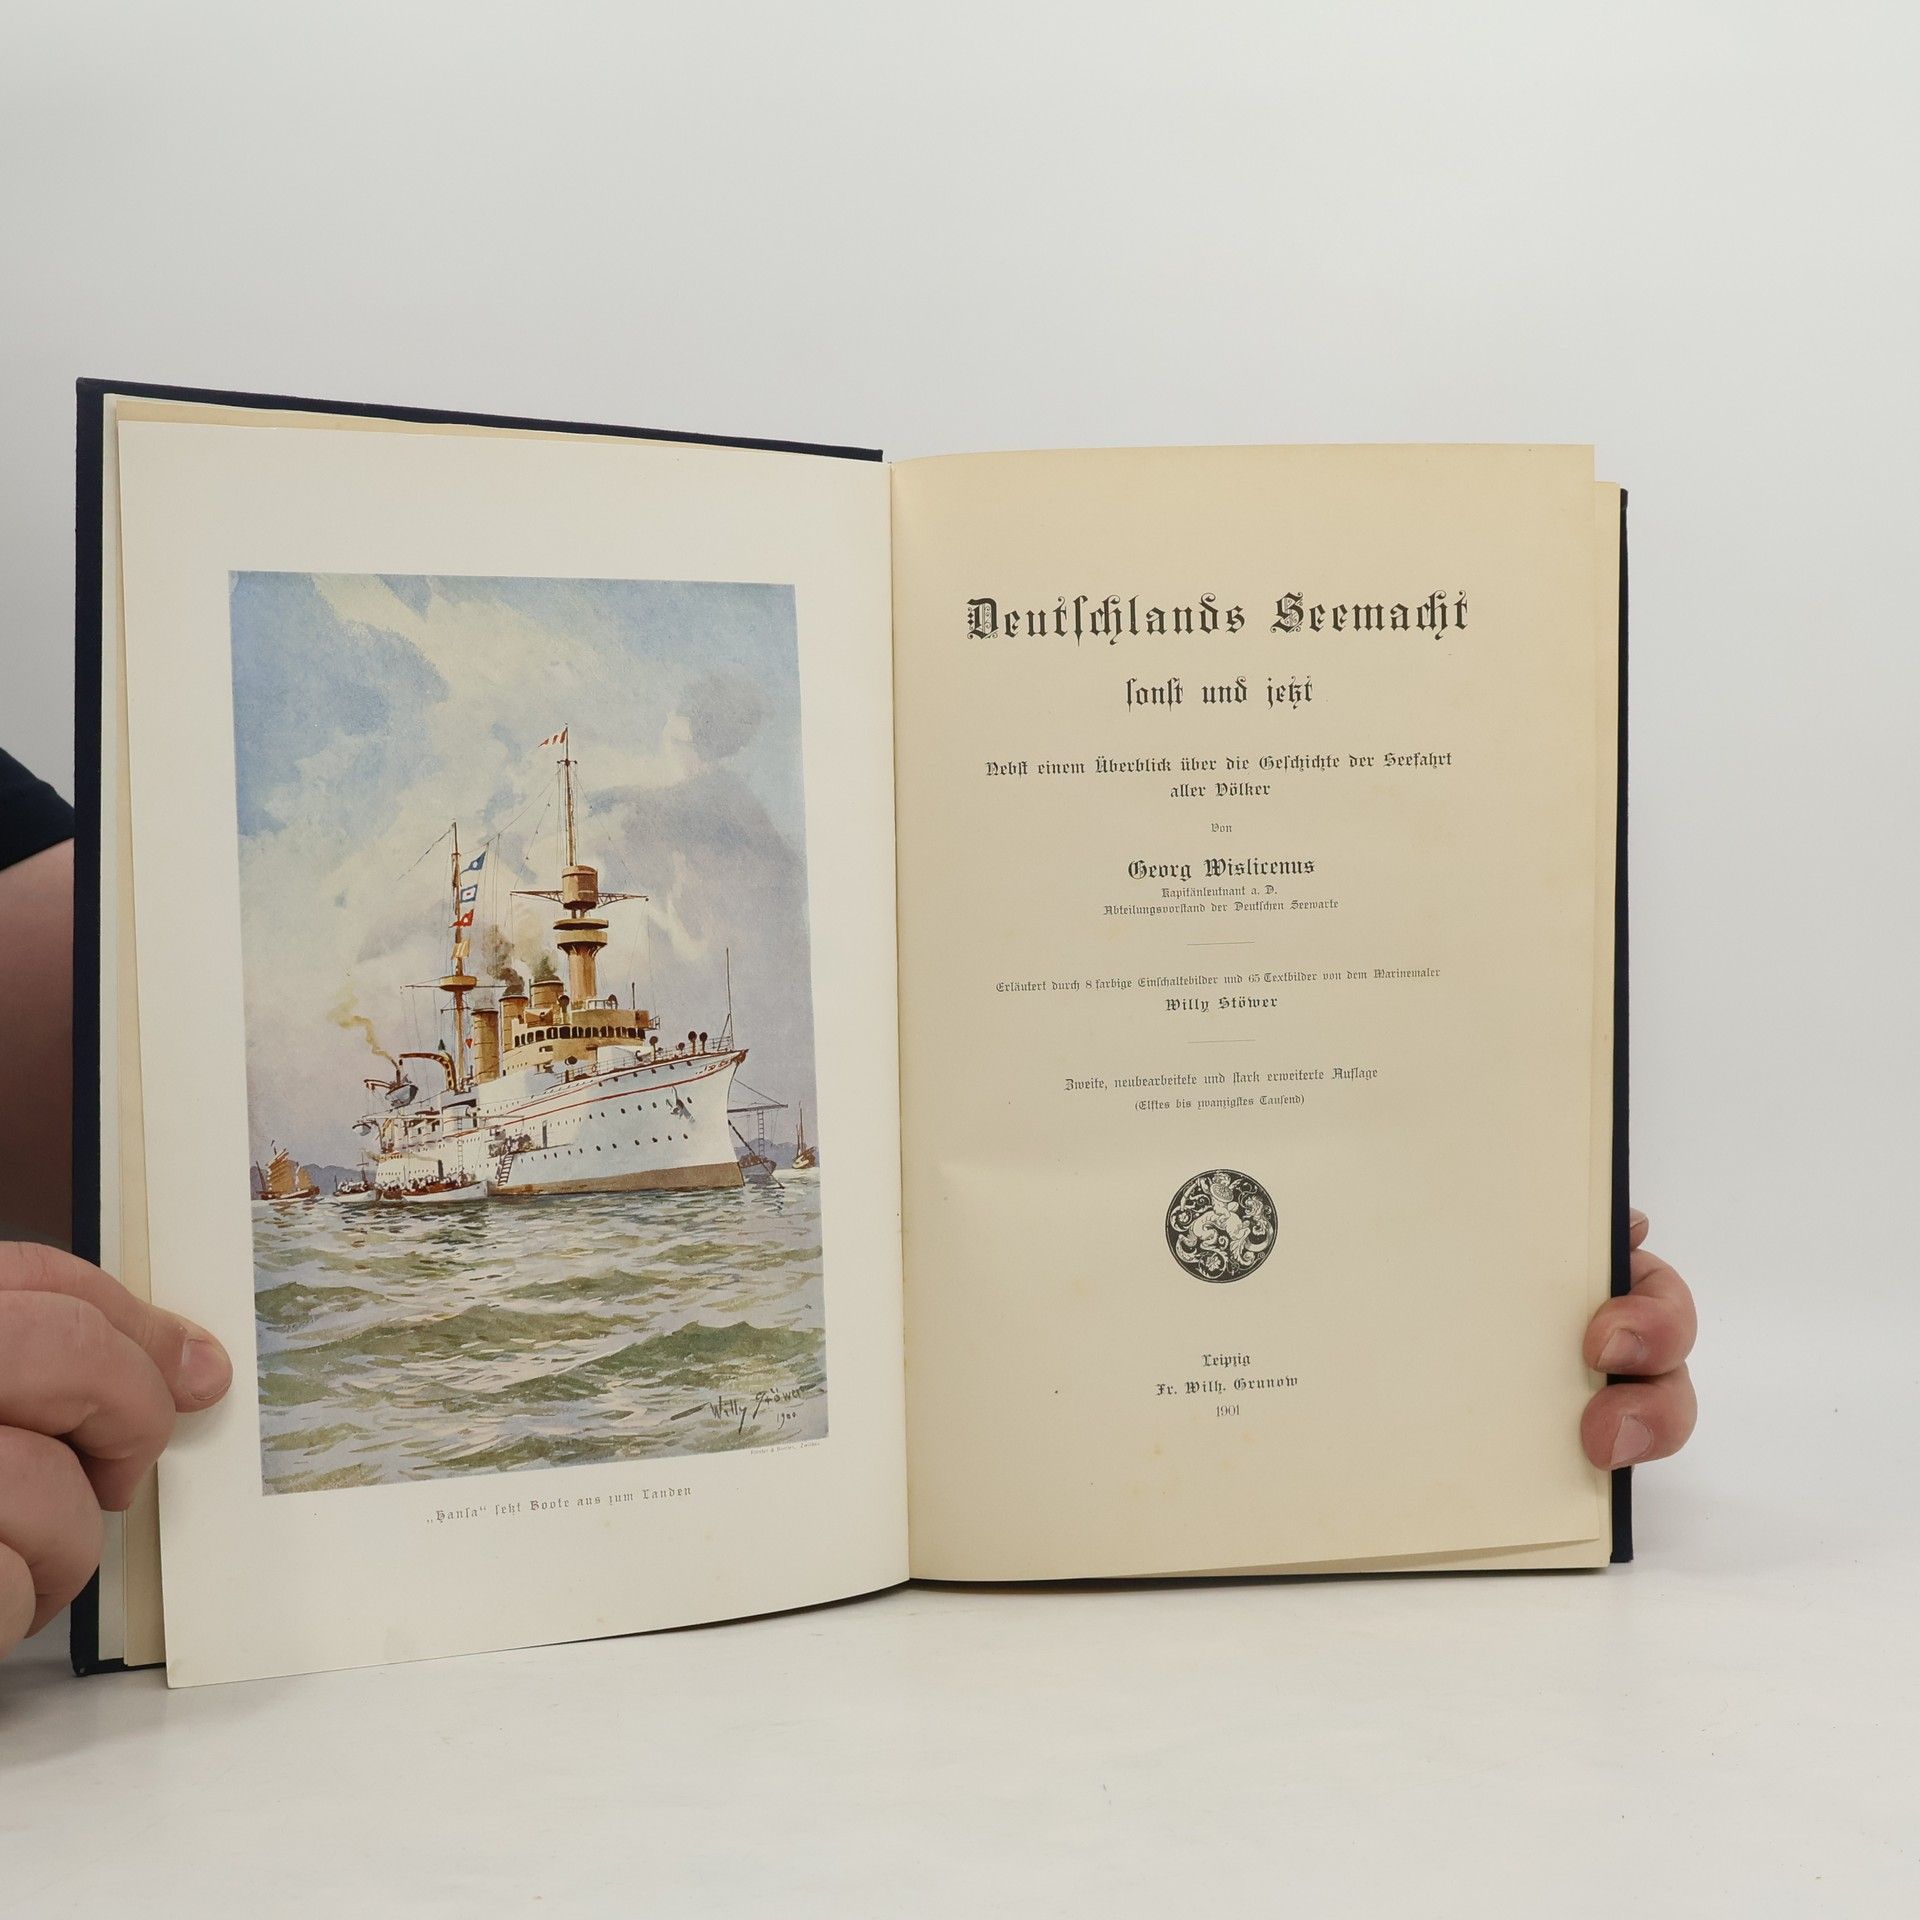 Willy Stöwer
1900
„Hansa“ setzt Boote aus zum Landen
Deutschlands Seemacht
sonst und jetzt
Nebst einem Überblick über die Geschichte der Seefahrt
aller Völker
Von
Georg Wislicenus
Kapitänleutnant a. D.
Abteilungsvorstand der Deutschen Seewarte
Erläutert durch 8 farbige Einschaltebilder und 65 Textbilder von dem Marinemaler
Willy Stöwer
Zweite, neubearbeitete und stark erweiterte Auflage
(Elftes bis zwanzigstes Tausend)
Leipzig
Fr. Wilh. Grunow
1901